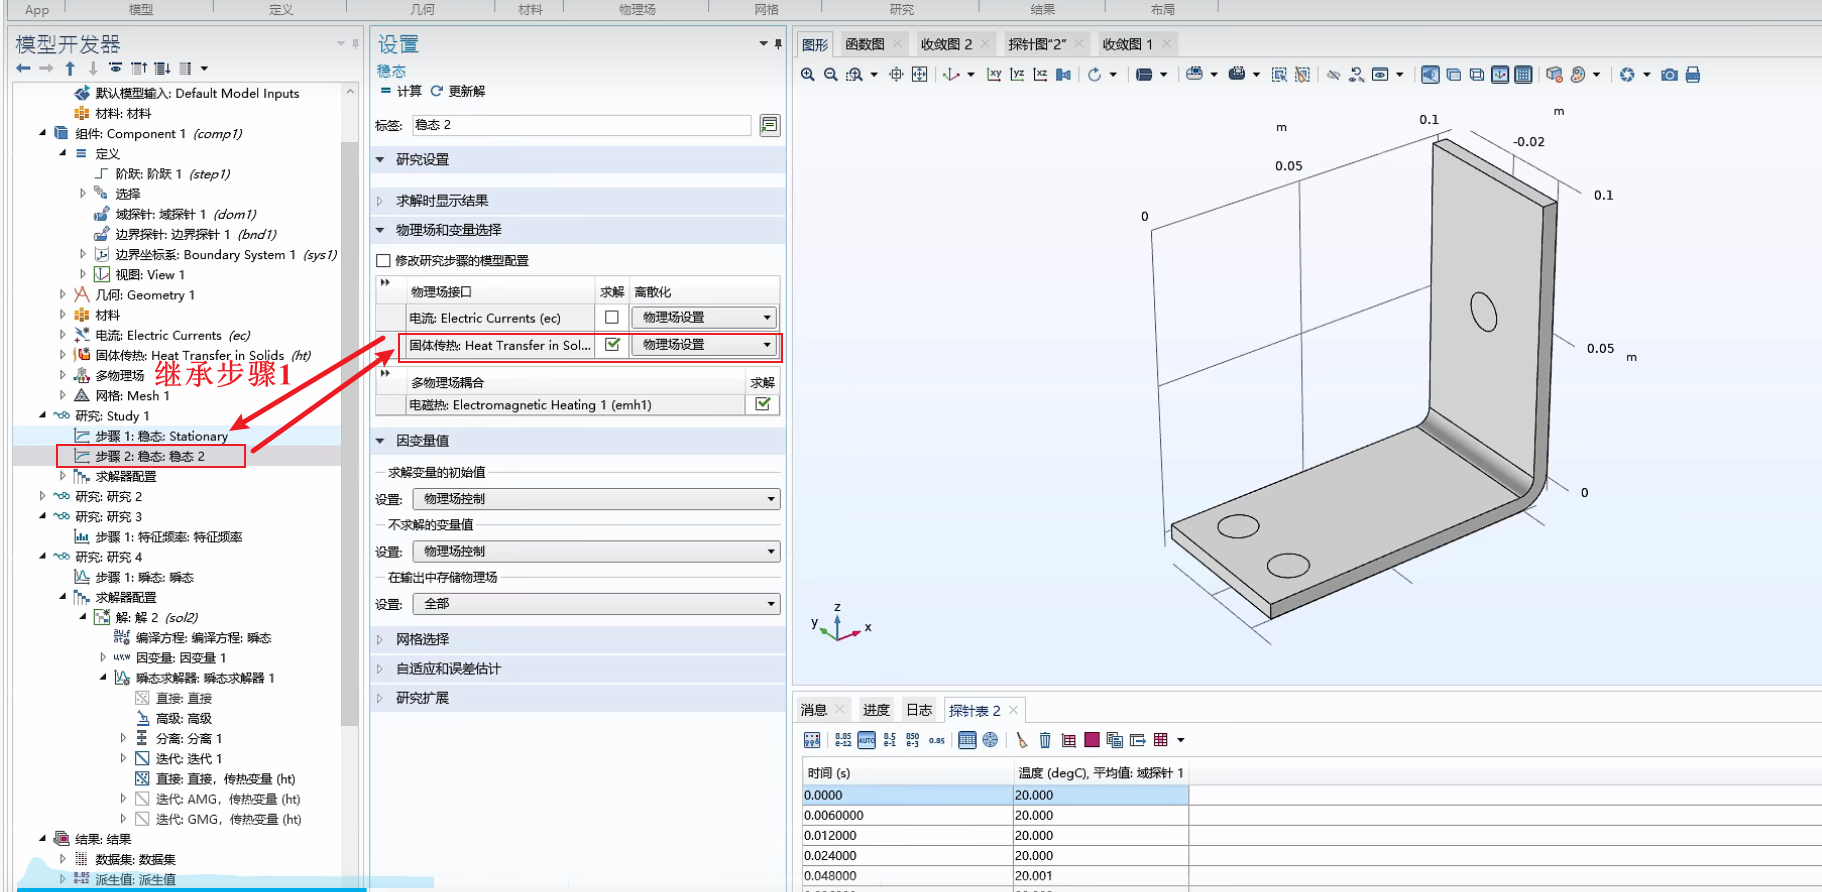 App 模型 定义 几何 材料 物理场 网格 研究 结果 布局
模型开发器
默认模型输入: Default Model Inputs
材料: 材料
组件: Component 1 (comp1)
定义
阶跃: 阶跃 1 (step1)
选择
域探针: 域探针 1 (dom1)
边界探针: 边界探针 1 (bnd1)
边界坐标系: Boundary System 1 (sys1)
视图: View 1
几何: Geometry 1
材料
电流: Electric Currents (ec)
固体传热: Heat Transfer in Solids (ht)
多物理场
继承步骤1
网格: Mesh 1
研究: Study 1
步骤 1: 稳态: Stationary
步骤 2: 稳态: 稳态 2
求解器配置
研究: 研究 2
研究: 研究 3
步骤 1: 特征频率: 特征频率
研究: 研究 4
步骤 1: 瞬态: 瞬态
求解器配置
解: 解 2 (sol2)
编译方程: 编译方程: 瞬态
因变量: 因变量 1
瞬态求解器: 瞬态求解器 1
直接: 直接
高级: 高级
分离: 分离 1
迭代: 迭代 1
直接: 直接，传热变量 (ht)
迭代: AMG，传热变量 (ht)
迭代: GMG，传热变量 (ht)
结果: 结果
数据集: 数据集
8.85
e-12
派生值: 派生值
设置
稳态
= 计算 更新解
标签: 稳态 2
研究设置
求解时显示结果
物理场和变量选择
修改研究步骤的模型配置
物理场接口 求解 离散化
电流: Electric Currents (ec) 物理场设置
固体传热: Heat Transfer in Sol... 物理场设置
多物理场耦合 求解
电磁热: Electromagnetic Heating 1 (emh1)
因变量值
求解变量的初始值
设置: 物理场控制
不求解的变量值
设置: 物理场控制
在输出中存储物理场
设置: 全部
网格选择
自适应和误差估计
研究扩展
图形 函数图 收敛图 2 探针图“2” 收敛图 1
xy yz xz
m
0.1
m
-0.02
0.05
0.1
0
0.05
m
0
z
y
x
消息 进度 日志 探针表 2
8.85
e-12
AUTO
8.5
e-1
850
e-3
0.85
时间 (s) 温度 (degC), 平均值: 域探针 1
0.0000 20.000
0.0060000 20.000
0.012000 20.000
0.024000 20.000
0.048000 20.001